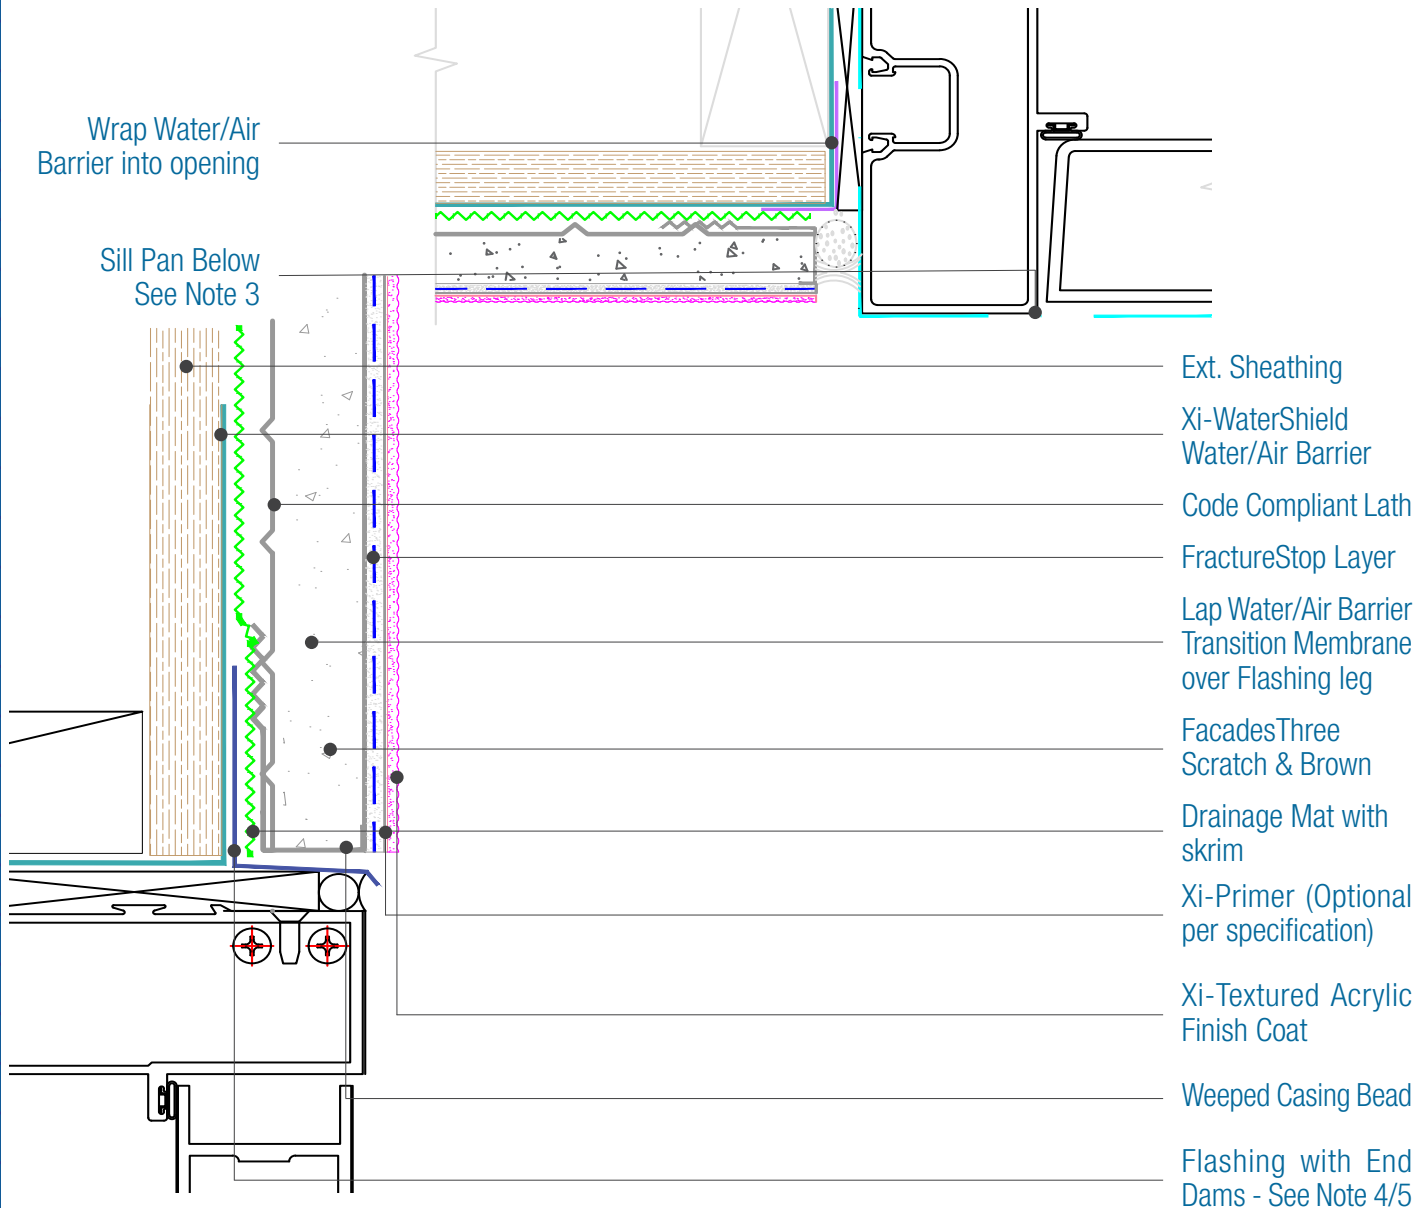 Wrap Water/Air
Barrier into opening
Sill Pan Below
See Note 3
Ext. Sheathing
Xi-WaterShield
Water/Air Barrier
Code Compliant Lath
FractureStop Layer
Lap Water/Air Barrier
Transition Membrane
over Flashing leg
FacadesThree
Scratch & Brown
Drainage Mat with
skrim
Xi-Primer (Optional
per specification)
Xi-Textured Acrylic
Finish Coat
Weeped Casing Bead
Flashing with End
Dams - See Note 4/5